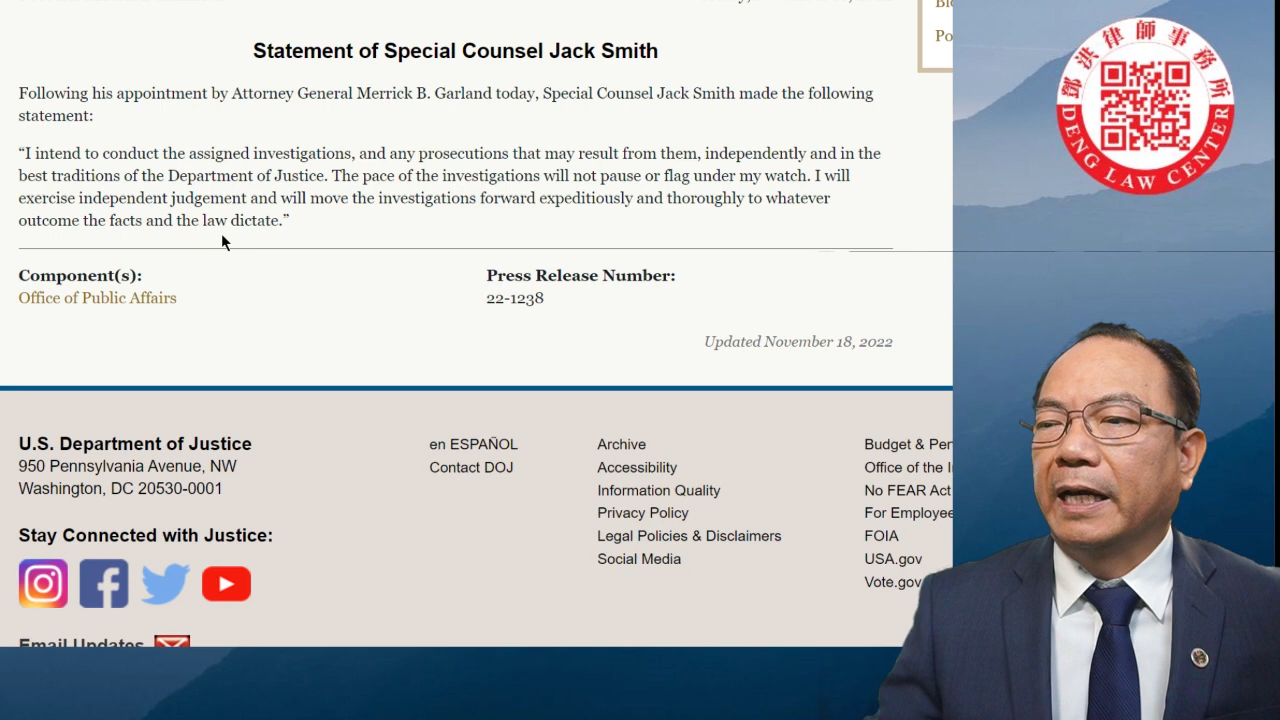 Statement of Special Counsel Jack Smith
Following his appointment by Attorney General Merrick B. Garland today, Special Counsel Jack Smith made the following
statement:
“I intend to conduct the assigned investigations, and any prosecutions that may result from them, independently and in the
best traditions of the Department of Justice. The pace of the investigations will not pause or flag under my watch. I will
exercise independent judgement and will move the investigations forward expeditiously and thoroughly to whatever
outcome the facts and the law dictate.”
Component(s):
Office of Public Affairs
Press Release Number:
22-1238
Updated November 18, 2022
U.S. Department of Justice
950 Pennsylvania Avenue, NW
Washington, DC 20530-0001
Stay Connected with Justice:
Email Updates
en ESPAÑOL
Contact DOJ
Archive
Accessibility
Information Quality
Privacy Policy
Legal Policies & Disclaimers
Social Media
Budget & Per
Office of the I
No FEAR Act
For Employee
FOIA
USA.gov
Vote.gov
鄧洪律師事務所
DENG LAW CENTER